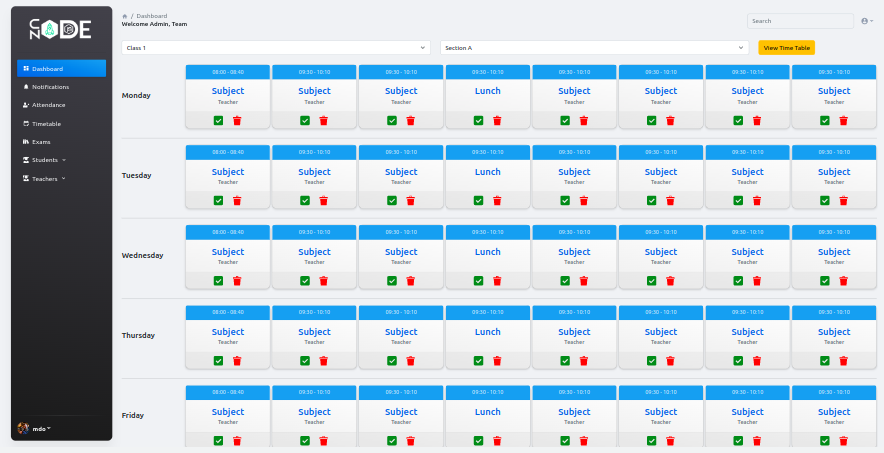 CN CODE
/ Dashboard
Welcome Admin, Team
Search
Class 1
Section A
View Time Table
Dashboard
Notifications
Attendance
Timetable
Exams
Students
Teachers
mdo
08:00 - 08:40 09:30 - 10:10 09:30 - 10:10 09:30 - 10:10 09:30 - 10:10 09:30 - 10:10 09:30 - 10:10 09:30 - 10:10
Monday Subject Subject Subject Lunch Subject Subject Subject Subject
Teacher Teacher Teacher Teacher Teacher Teacher Teacher Teacher
08:00 - 08:40 09:30 - 10:10 09:30 - 10:10 09:30 - 10:10 09:30 - 10:10 09:30 - 10:10 09:30 - 10:10 09:30 - 10:10
Tuesday Subject Subject Subject Lunch Subject Subject Subject Subject
Teacher Teacher Teacher Teacher Teacher Teacher Teacher
08:00 - 08:40 09:30 - 10:10 09:30 - 10:10 09:30 - 10:10 09:30 - 10:10 09:30 - 10:10 09:30 - 10:10 09:30 - 10:10
Wednesday Subject Subject Subject Lunch Subject Subject Subject Subject
Teacher Teacher Teacher Teacher Teacher Teacher Teacher
08:00 - 08:40 09:30 - 10:10 09:30 - 10:10 09:30 - 10:10 09:30 - 10:10 09:30 - 10:10 09:30 - 10:10 09:30 - 10:10
Thursday Subject Subject Subject Lunch Subject Subject Subject Subject
Teacher Teacher Teacher Teacher Teacher Teacher Teacher
08:00 - 08:40 09:30 - 10:10 09:30 - 10:10 09:30 - 10:10 09:30 - 10:10 09:30 - 10:10 09:30 - 10:10 09:30 - 10:10
Friday Subject Subject Subject Lunch Subject Subject Subject Subject
Teacher Teacher Teacher Teacher Teacher Teacher Teacher